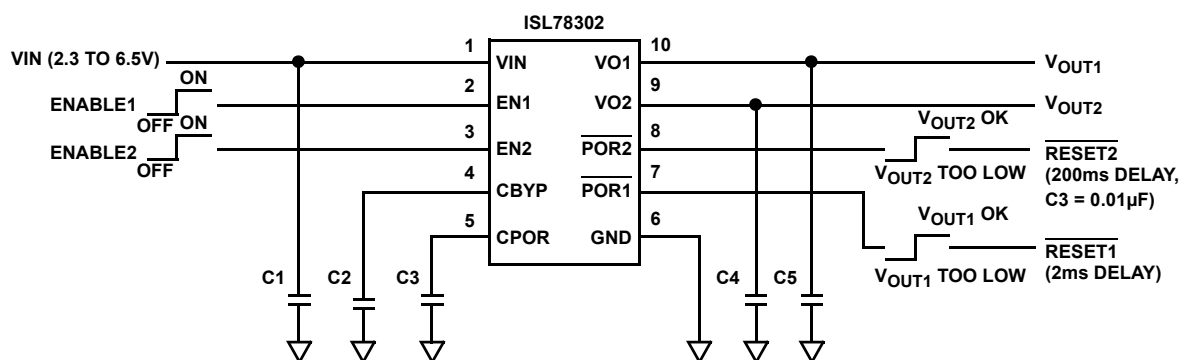 ISL78302
VIN (2.3 TO 6.5V)
1
VIN
VO1
10
VOUT1
ENABLE1
OFF
ON
2
EN1
VO2
9
VOUT2
ENABLE2
OFF
ON
3
EN2
POR2
8
VOUT2 OK
VOUT2 TOO LOW
RESET2
(200ms DELAY,
C3 = 0.01µF)
4
CBYP
POR1
7
VOUT1 OK
VOUT1 TOO LOW
RESET1
(2ms DELAY)
5
CPOR
GND
6
C1
C2
C3
C4
C5